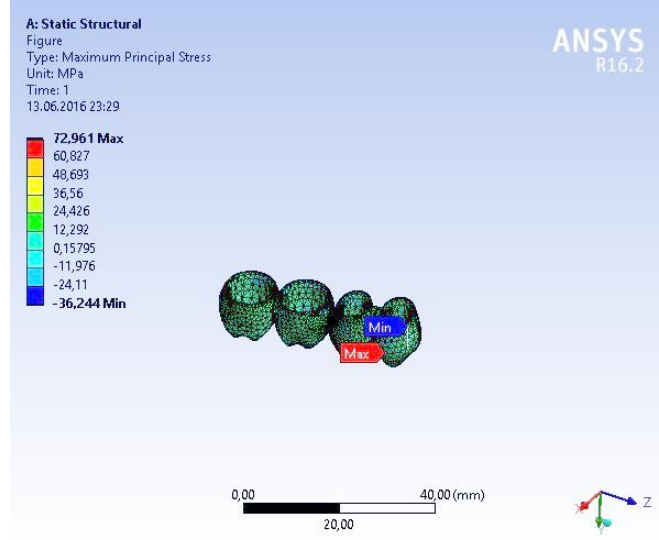 A: Static Structural
Figure
Type: Maximum Principal Stress
Unit: MPa
Time: 1
13.06.2016 23:29
ANSYS
R16.2
72,961 Max
60,827
48,693
36,56
24,426
12,292
0,15795
-11,976
-24,11
-36,244 Min
Min
Max
0,00
40,00 (mm)
20,00
X
Y
Z